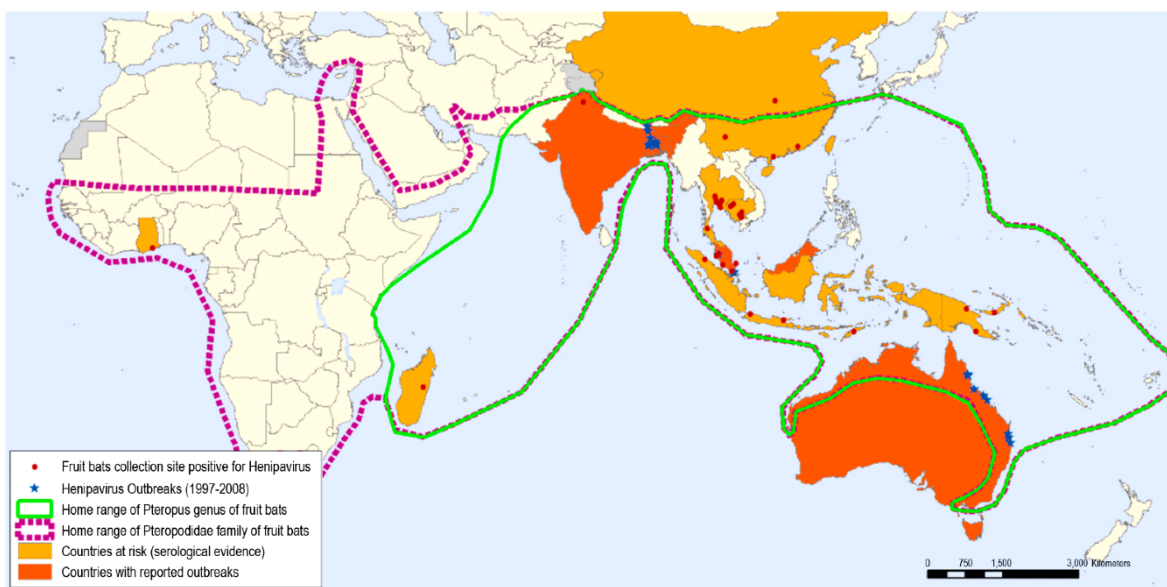 Fruit bats collection site positive for Henipavirus
Henipavirus Outbreaks (1997-2008)
Home range of Pteropus genus of fruit bats
Home range of Pteropodidae family of fruit bats
Countries at risk (serological evidence)
Countries with reported outbreaks
0 750 1,500 3,000 Kilometers